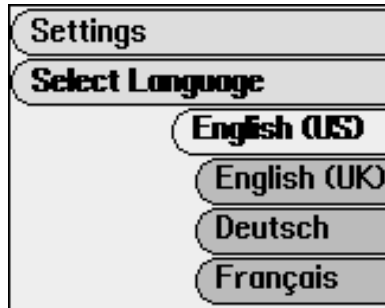 Settings
Select Language
English (US)
English (UK)
Deutsch
Français